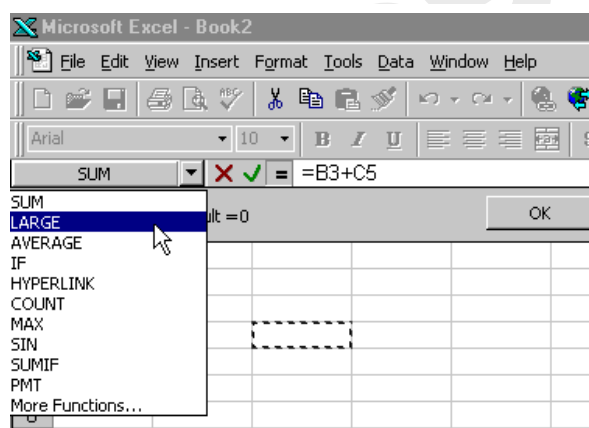 Microsoft Excel - Book2
File Edit View Insert Format Tools Data Window Help
Arial 10 B I U
SUM = =B3+C5
SUM
ult =0 OK
LARGE
AVERAGE
IF
HYPERLINK
COUNT
MAX
SIN
SUMIF
PMT
More Functions...